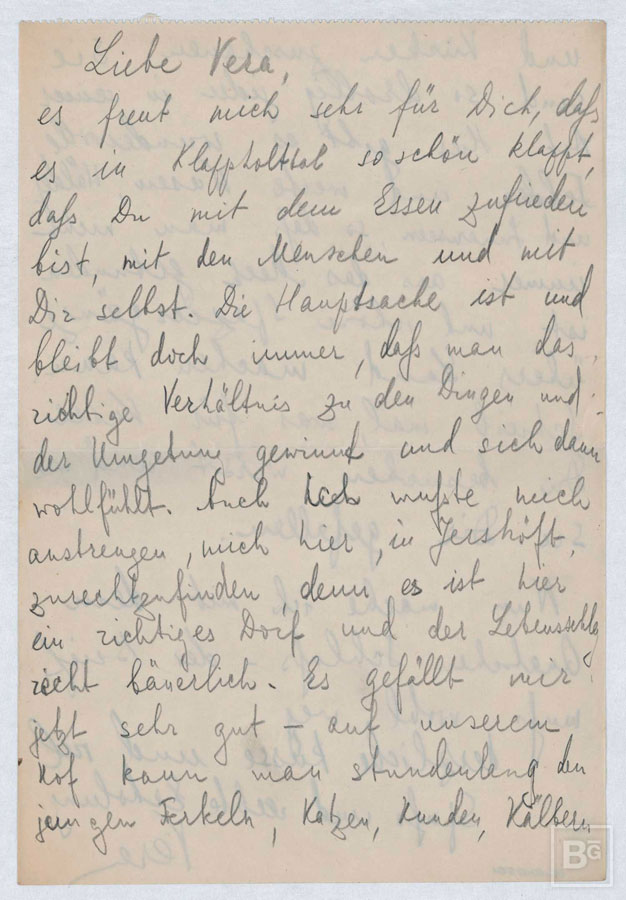 Liebe Vera,
es freut mich sehr für Dich, daſs
es in Klappholttal so schön klappt,
daſs Du mit dem Essen zufrieden
bist, mit den Menschen und mit
Dir selbst. Die Hauptsache ist und
bleibt doch immer, daſs man das
richtige Verhältnis zu den Dingen und
der Umgebung gewinnt und sich dann
wohlfühlt. Auch ich muſste mich
anstrengen, mich hier, in Jershöft,
zurechtzufinden, denn es ist hier
ein richtiges Dorf und der Lebensschlag
recht bäuerlich. Es gefällt mir
jetzt sehr gut – auf unserem
Hof kann man stundenlang den
jungen Ferkeln, Katzen, Hunden, Kälbern
BG